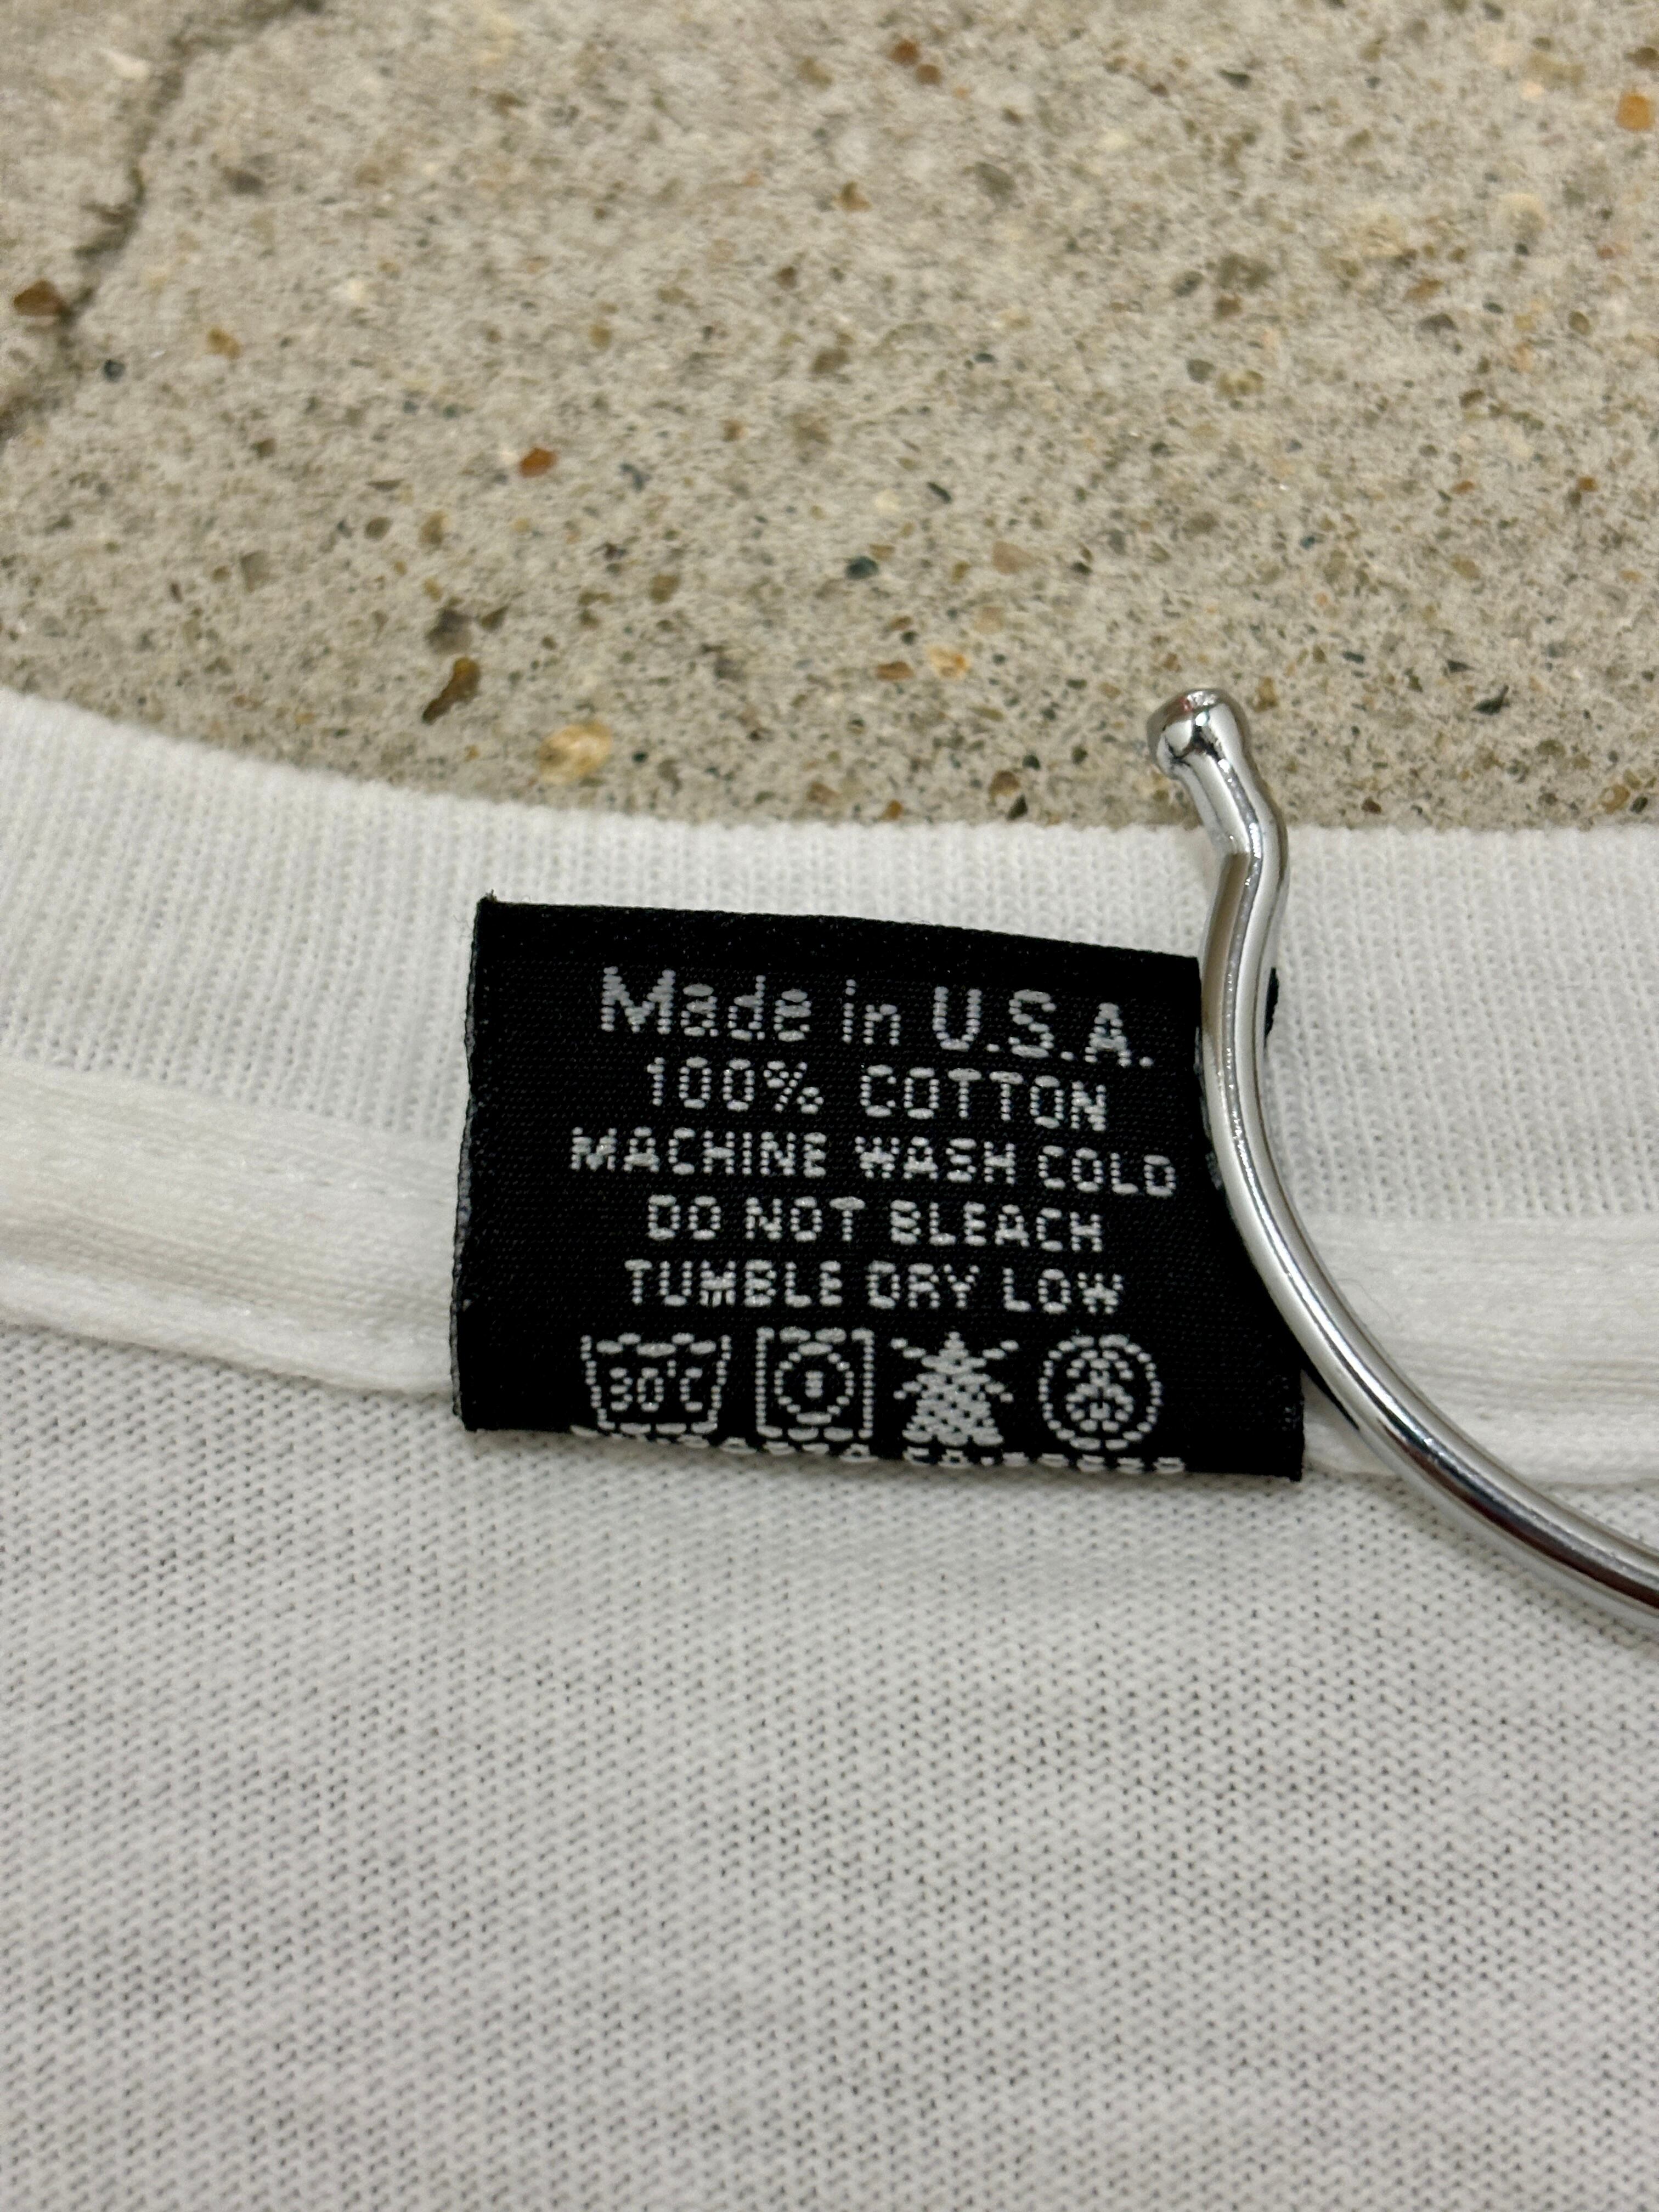 Made in U.S.A.
100% COTTON
MACHINE WASH COLD
DO NOT BLEACH
TUMBLE DRY LOW
30°C